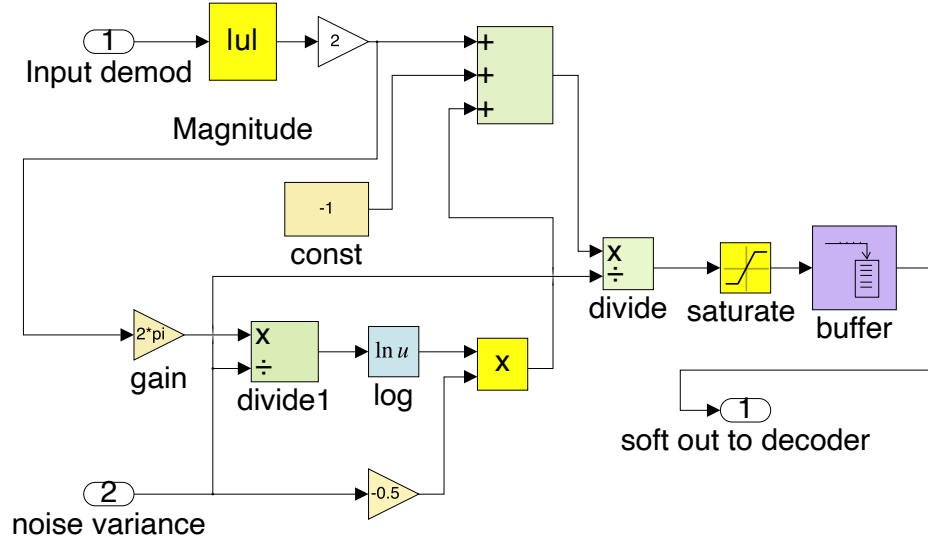 1
Input demod
|u|
2
Magnitude
+
+
+
-1
const
x
÷
divide
saturate
buffer
2*pi
gain
x
÷
divide1
ln u
log
x
1
soft out to decoder
2
noise variance
-0.5